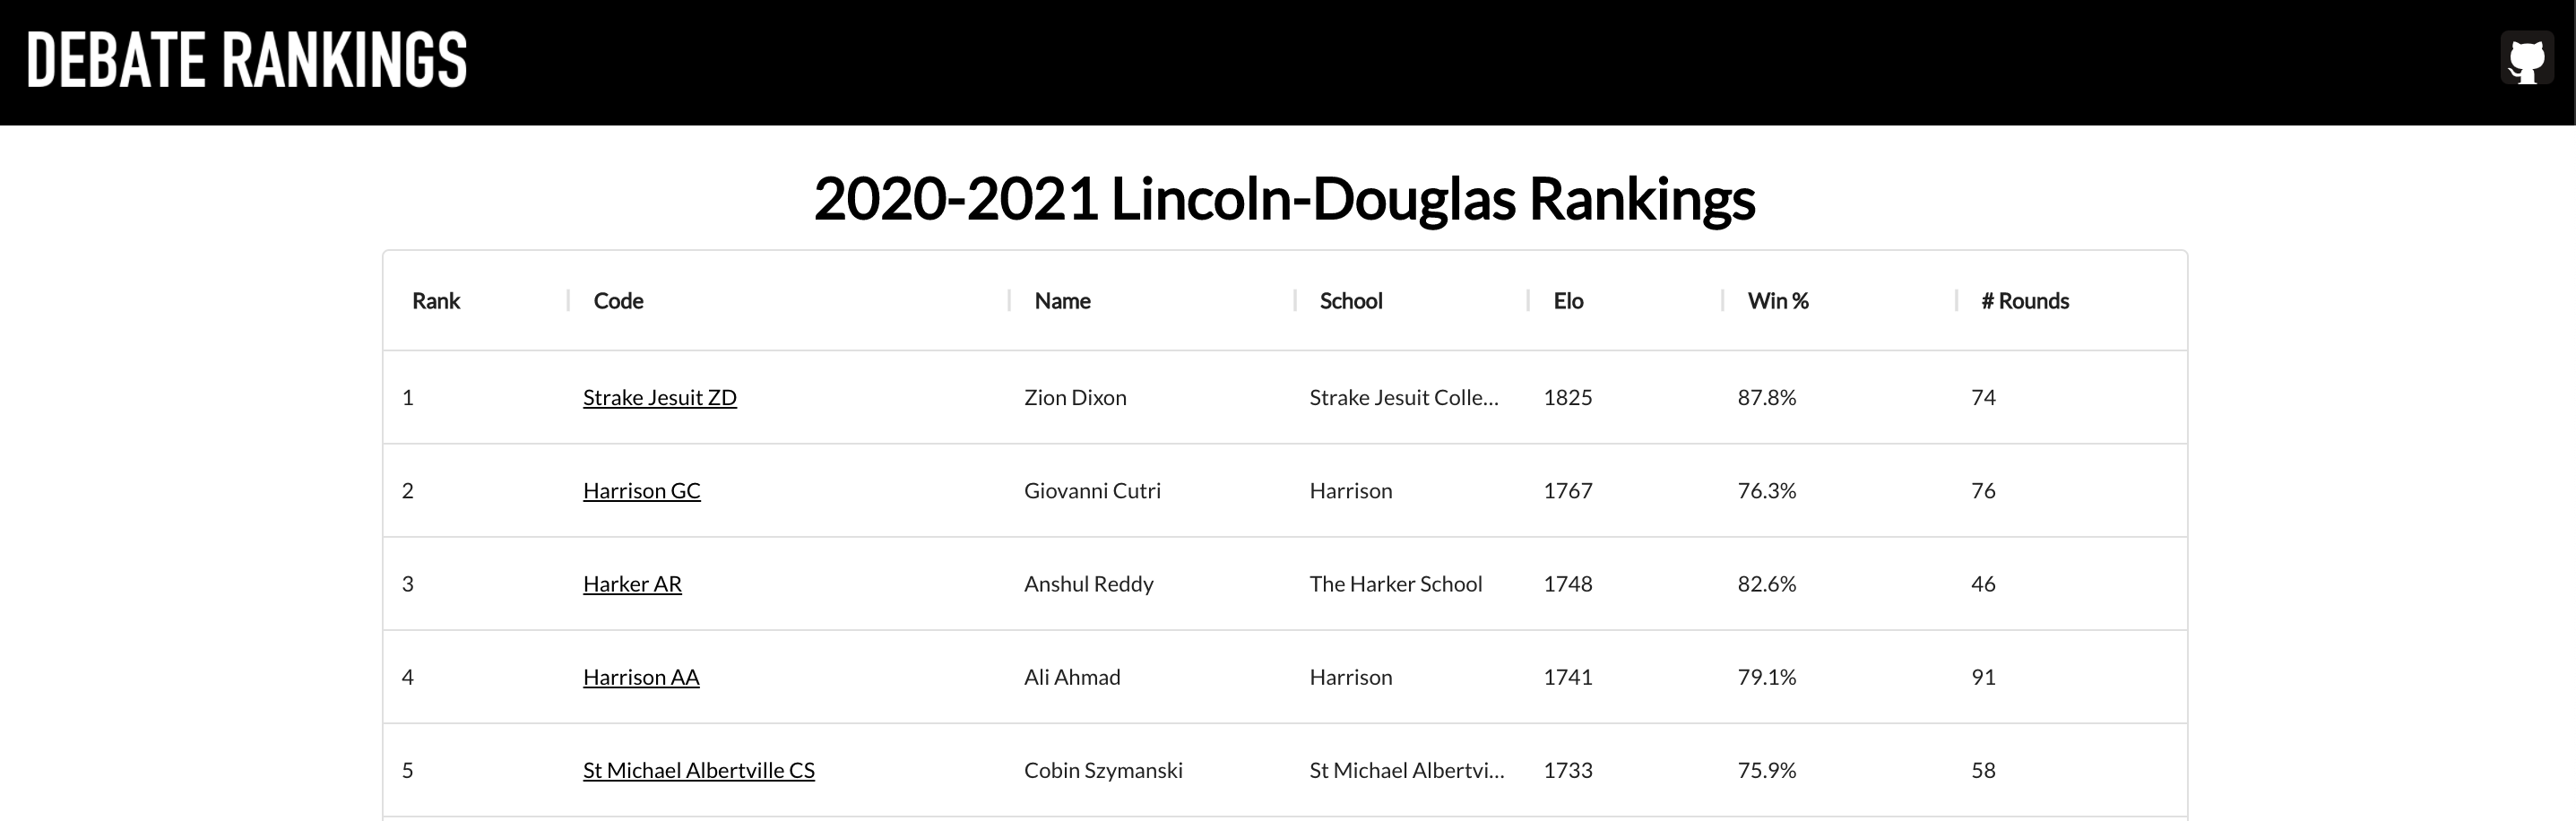 DEBATE RANKINGS
2020-2021 Lincoln-Douglas Rankings
Rank Code Name School Elo Win % # Rounds
1 Strake Jesuit ZD Zion Dixon Strake Jesuit Colle... 1825 87.8% 74
2 Harrison GC Giovanni Cutri Harrison 1767 76.3% 76
3 Harker AR Anshul Reddy The Harker School 1748 82.6% 46
4 Harrison AA Ali Ahmad Harrison 1741 79.1% 91
5 St Michael Albertville CS Cobin Szymanski St Michael Albertvi... 1733 75.9% 58